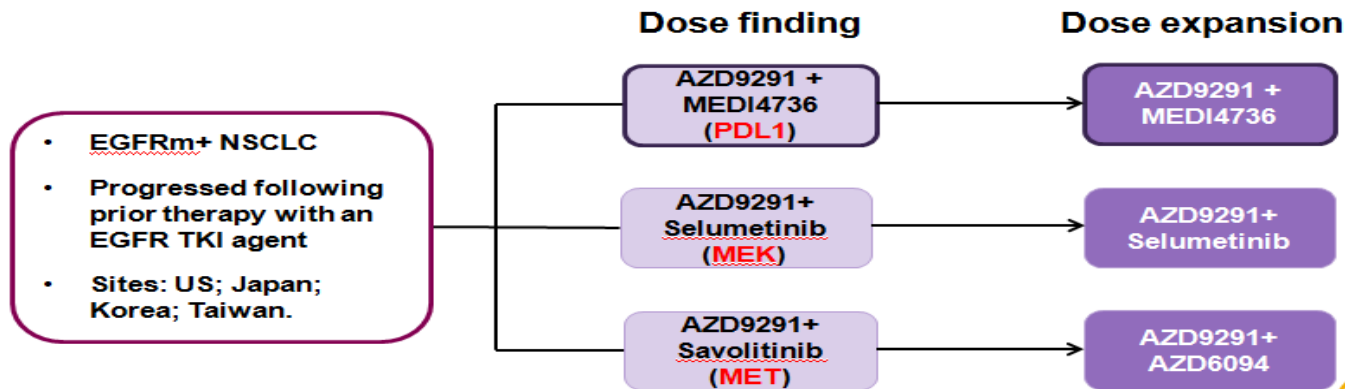 Dose finding
Dose expansion
• EGFRm+ NSCLC
• Progressed following
prior therapy with an
EGFR TKI agent
• Sites: US; Japan;
Korea; Taiwan.
AZD9291 +
MEDI4736
(PDL1)
AZD9291 +
MEDI4736
AZD9291+
Selumetinib
(MEK)
AZD9291+
Selumetinib
AZD9291+
Savolitinib
(MET)
AZD9291+
AZD6094